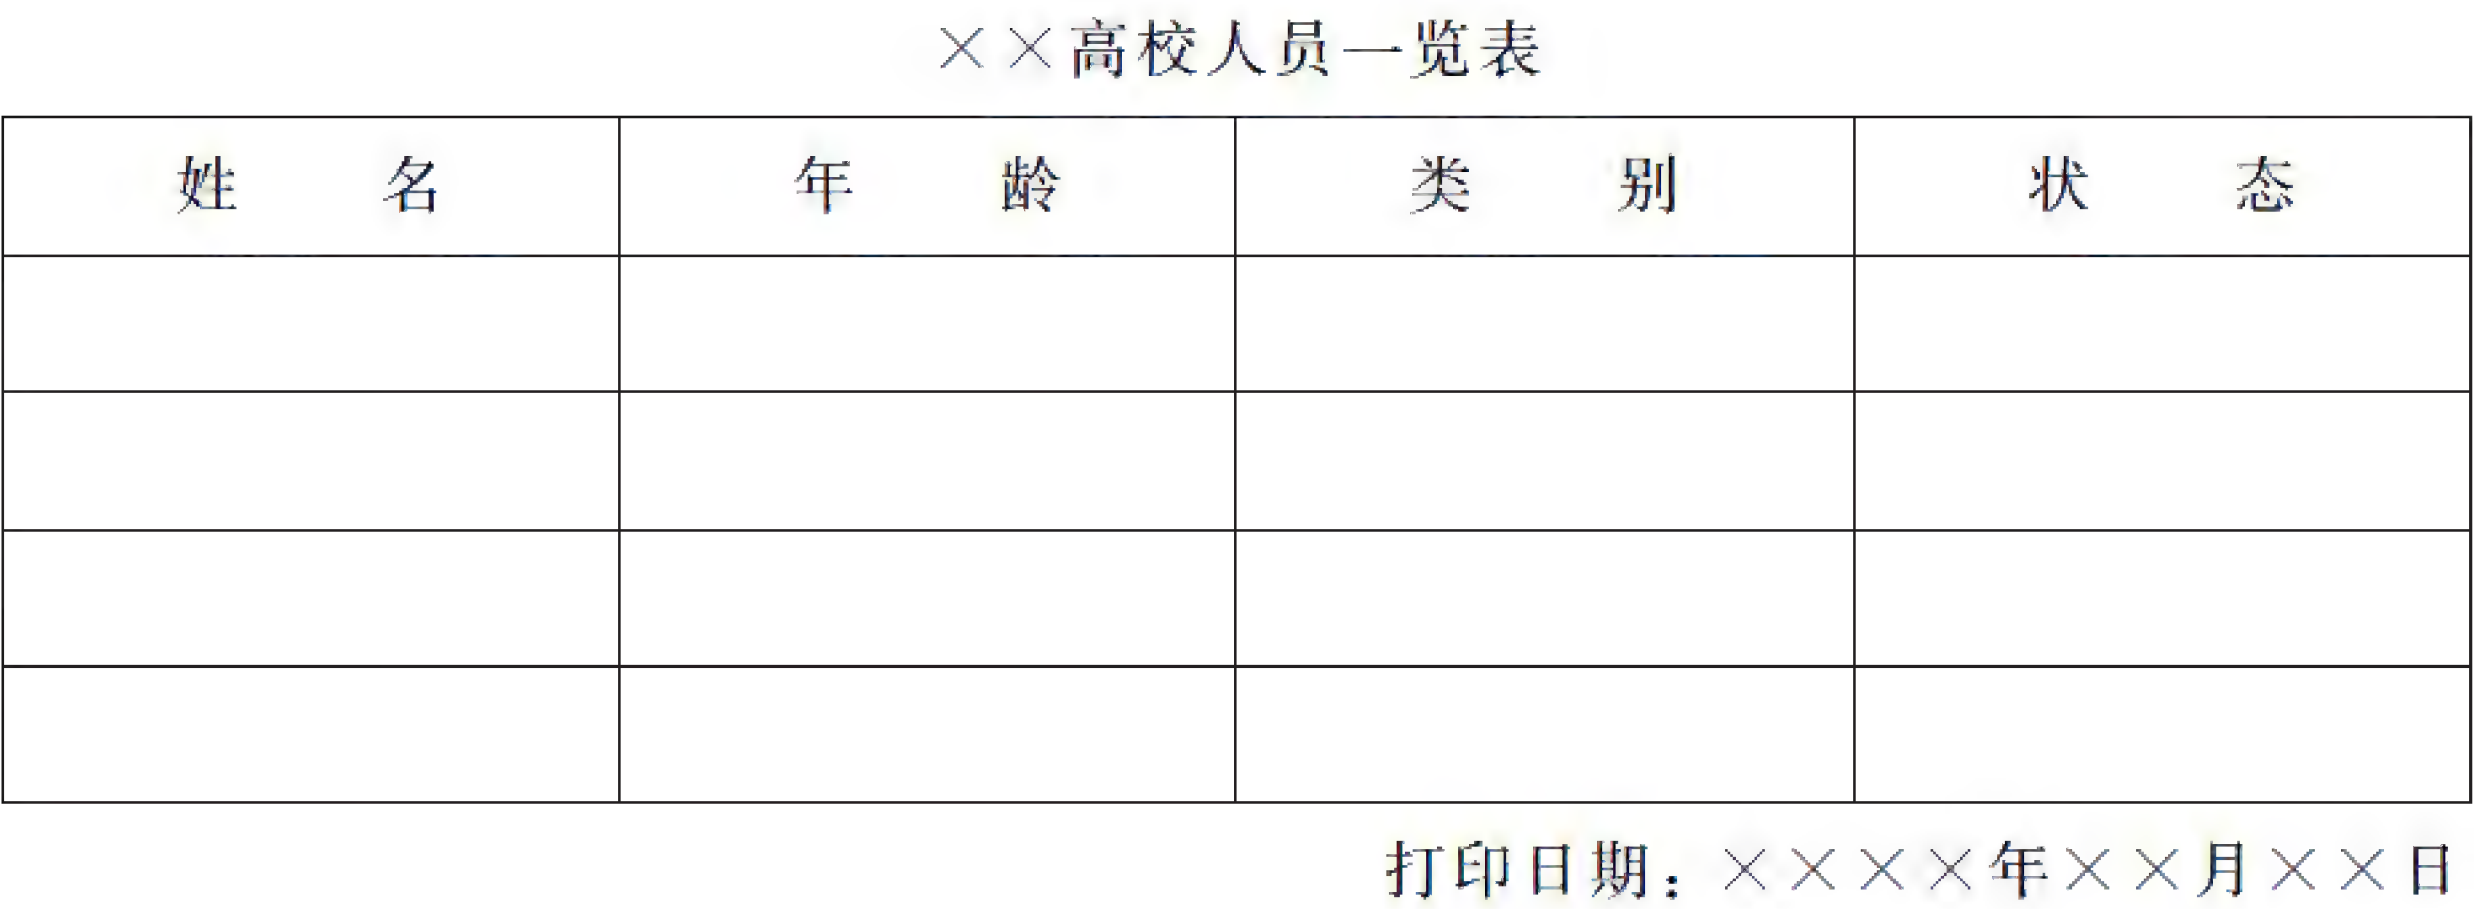 ××高校人员一览表
姓 名 年 龄 类 别 状 态
打印日期：××××年××月××日